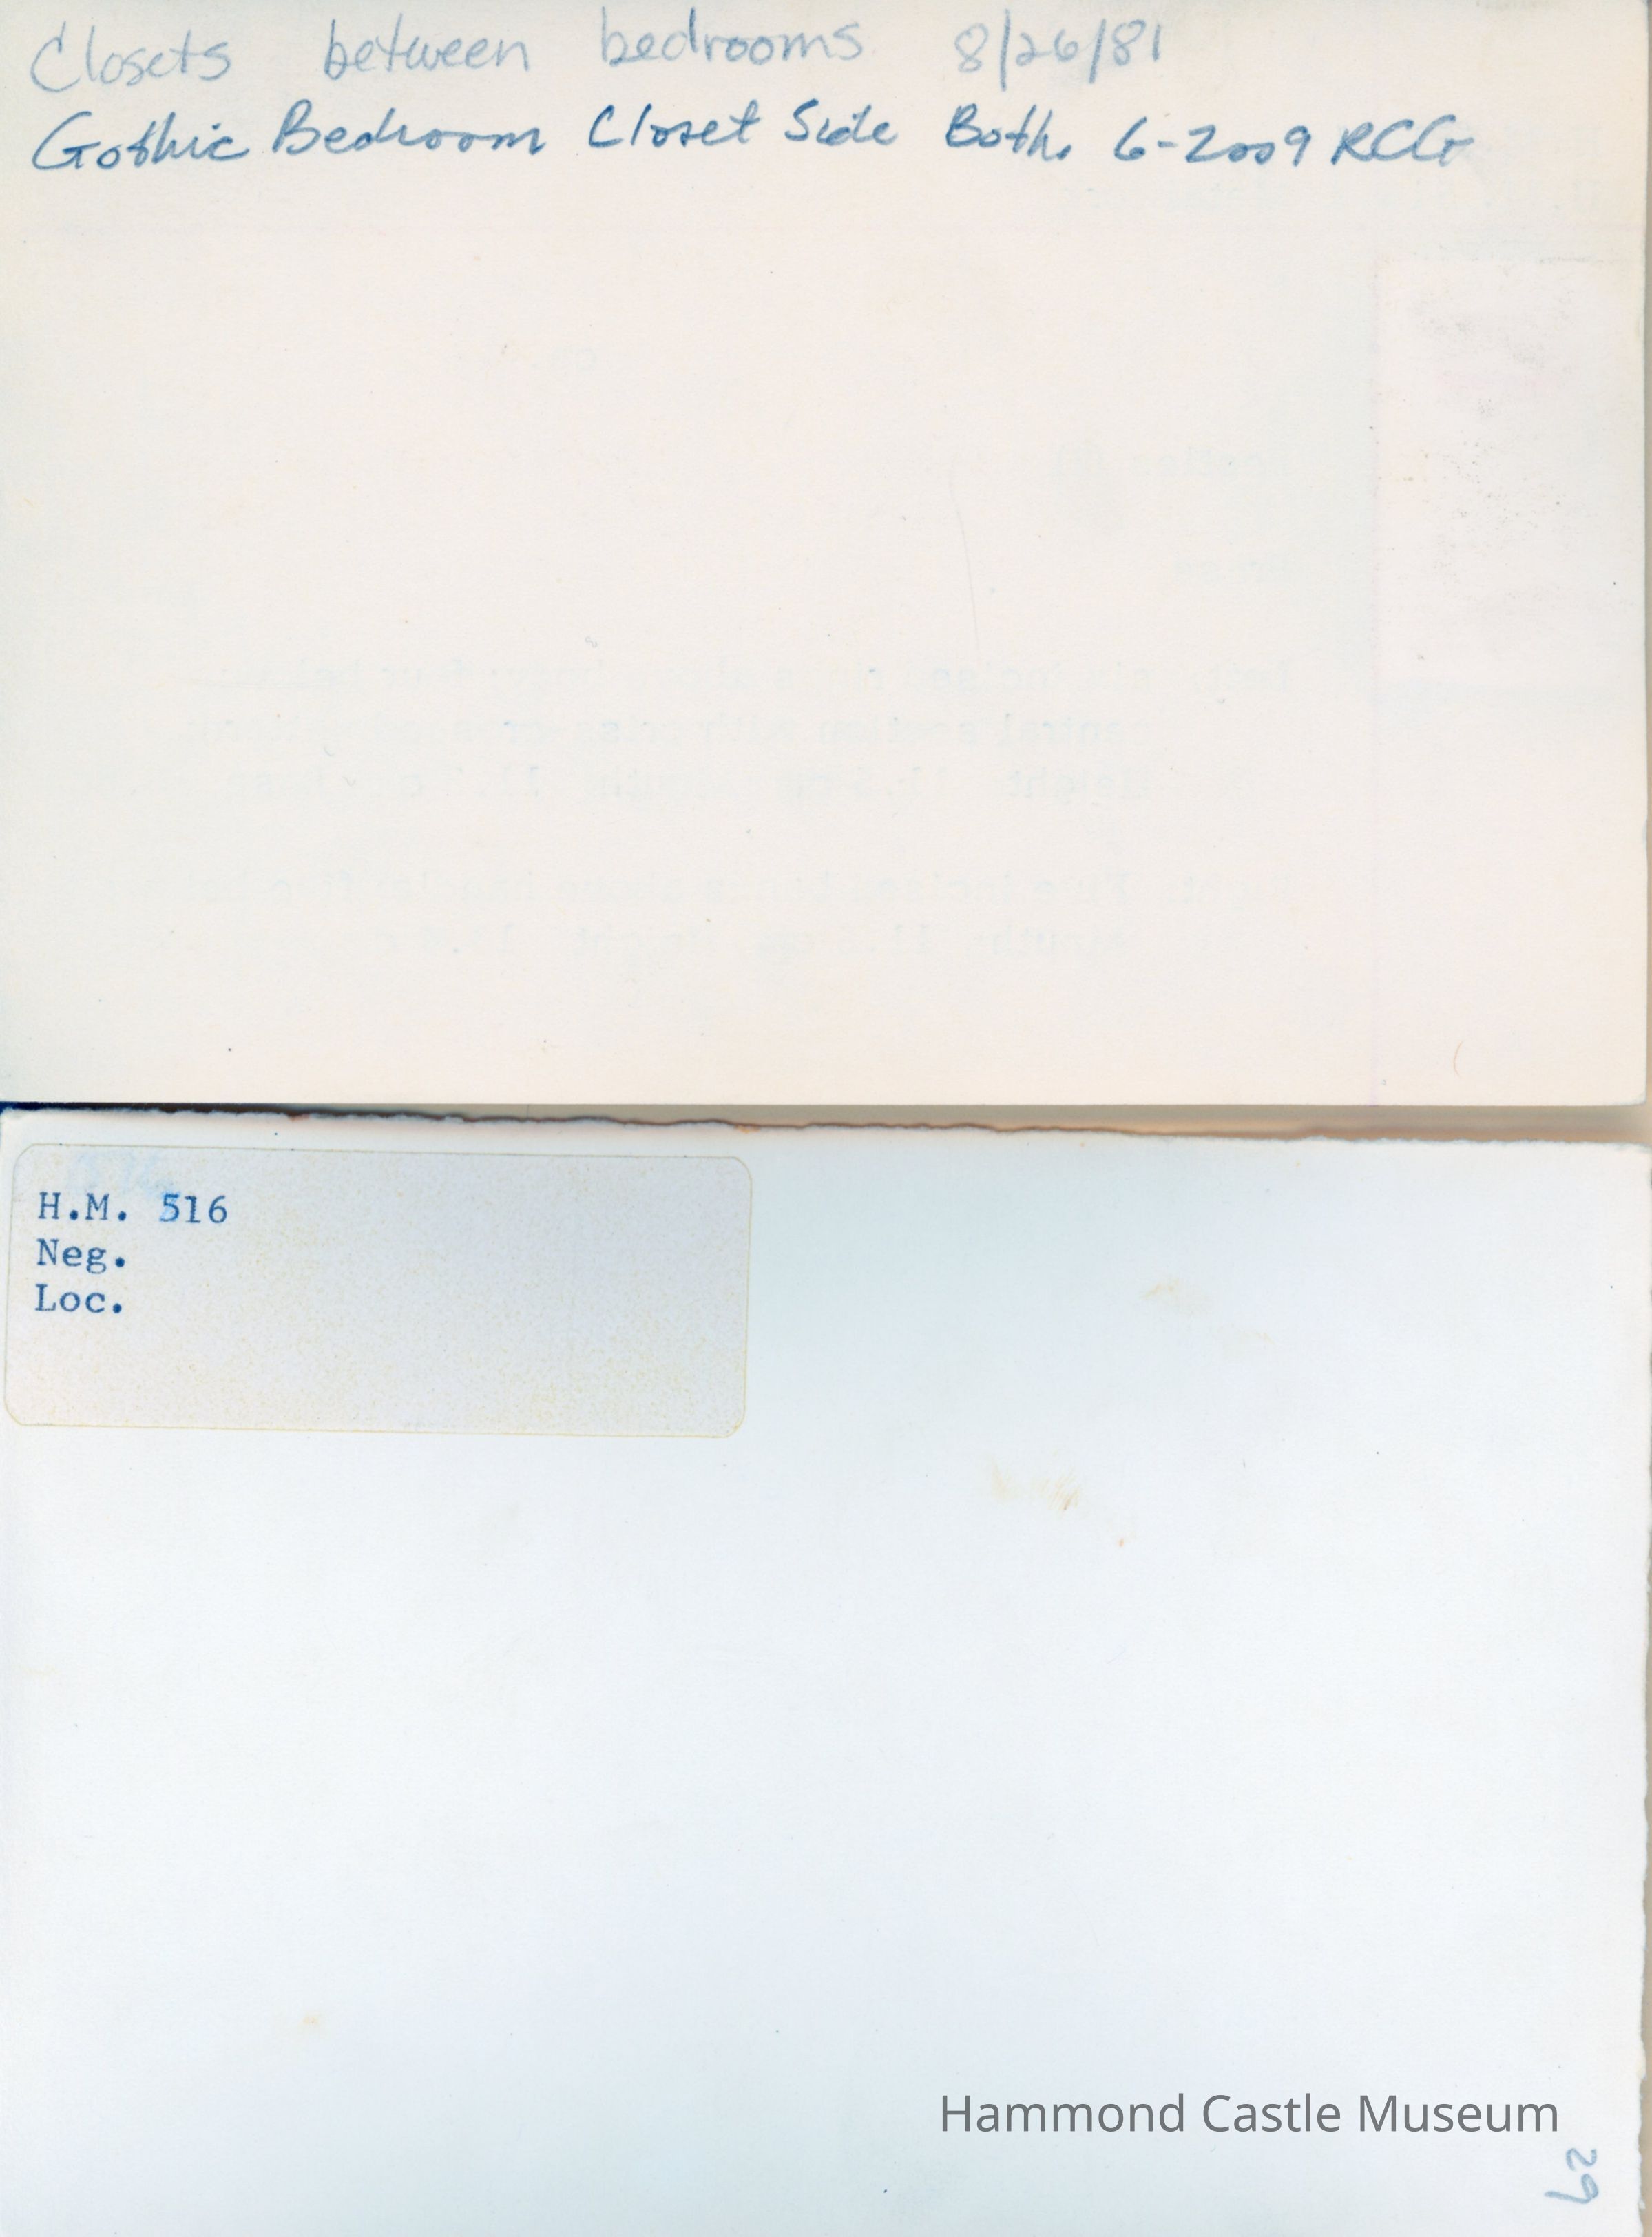 Closets between bedrooms 8/26/81
Gothic Bedroom Closet Side Both. 6-2009 RCG
H.M. 516
Neg.
Loc.
Hammond Castle Museum
29